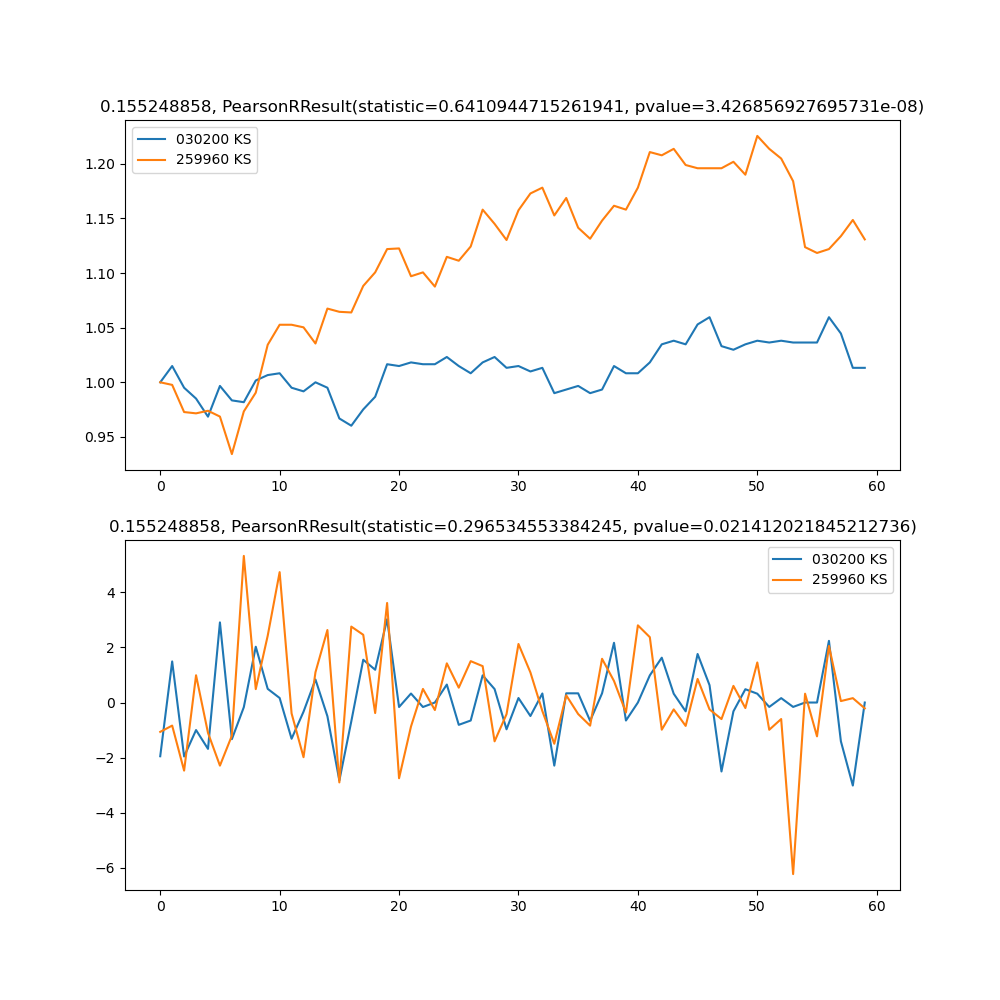 0.155248858, PearsonRResult(statistic=0.6410944715261941, pvalue=3.426856927695731e-08)
030200 KS
259960 KS
1.20
1.15
1.10
1.05
1.00
0.95
0 10 20 30 40 50 60
0.155248858, PearsonRResult(statistic=0.296534553384245, pvalue=0.0214120218452127​36)
030200 KS
259960 KS
4
2
0
−2
−4
−6
0 10 20 30 40 50 60